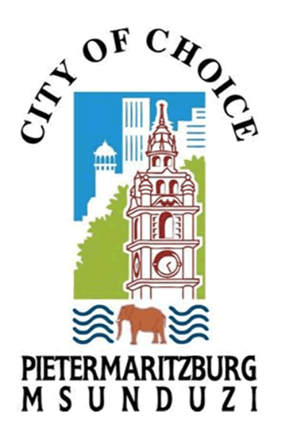 CITY OF CHOICE
PIETERMARITZBURG
MSUNDUZI